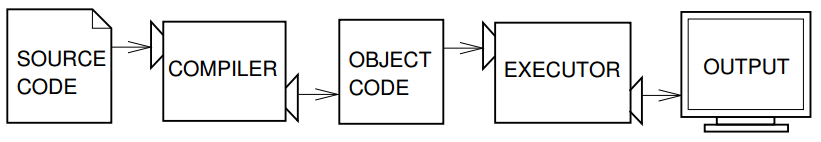 SOURCE
CODE
COMPILER
OBJECT
CODE
EXECUTOR
OUTPUT